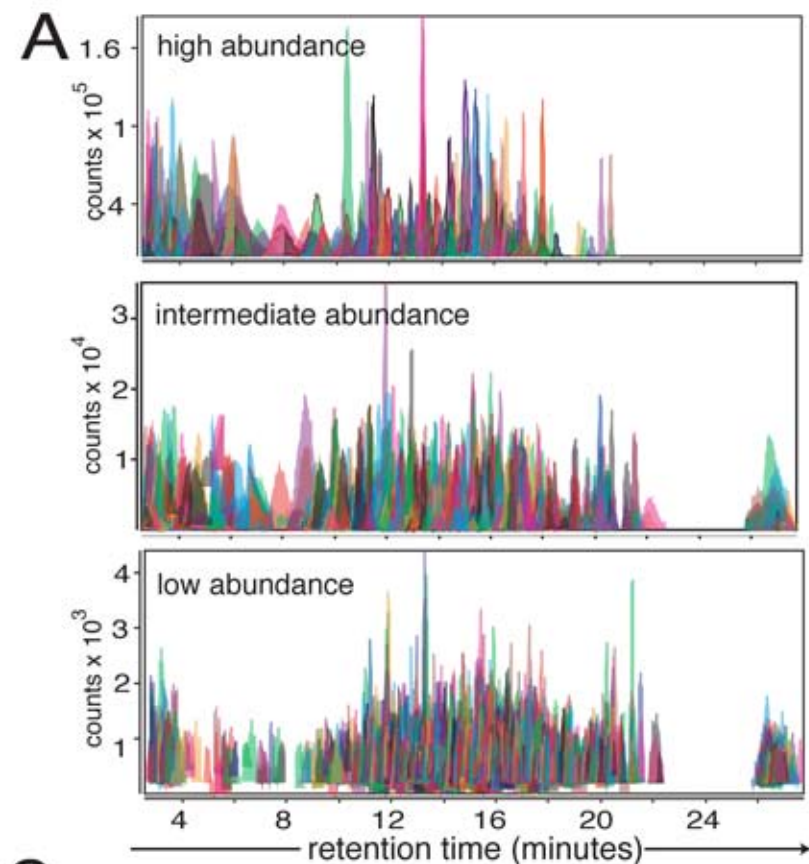 A
high abundance
counts x 10^5
1.6
1
.4
intermediate abundance
counts x 10^4
3
2
1
low abundance
counts x 10^3
4
3
2
1
4 8 12 16 20 24
retention time (minutes)